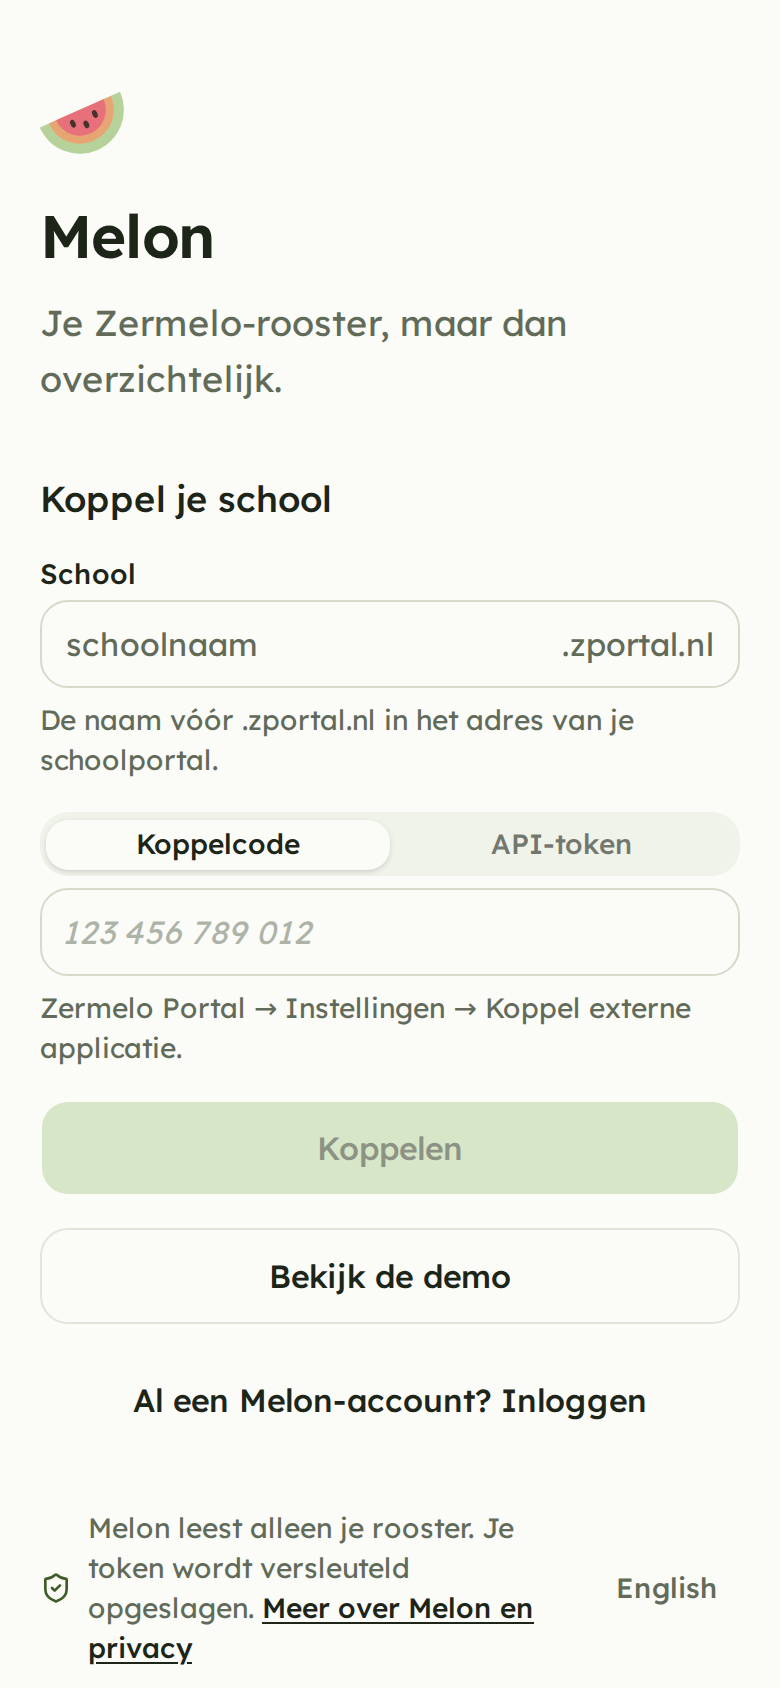 Melon
Je Zermelo-rooster, maar dan
overzichtelijk.
Koppel je school
School
schoolnaam .zportal.nl
De naam vóór .zportal.nl in het adres van je
schoolportal.
Koppelcode API-token
123 456 789 012
Zermelo Portal → Instellingen → Koppel externe
applicatie.
Koppelen
Bekijk de demo
Al een Melon-account? Inloggen
Melon leest alleen je rooster. Je
token wordt versleuteld
opgeslagen. Meer over Melon en
privacy
English